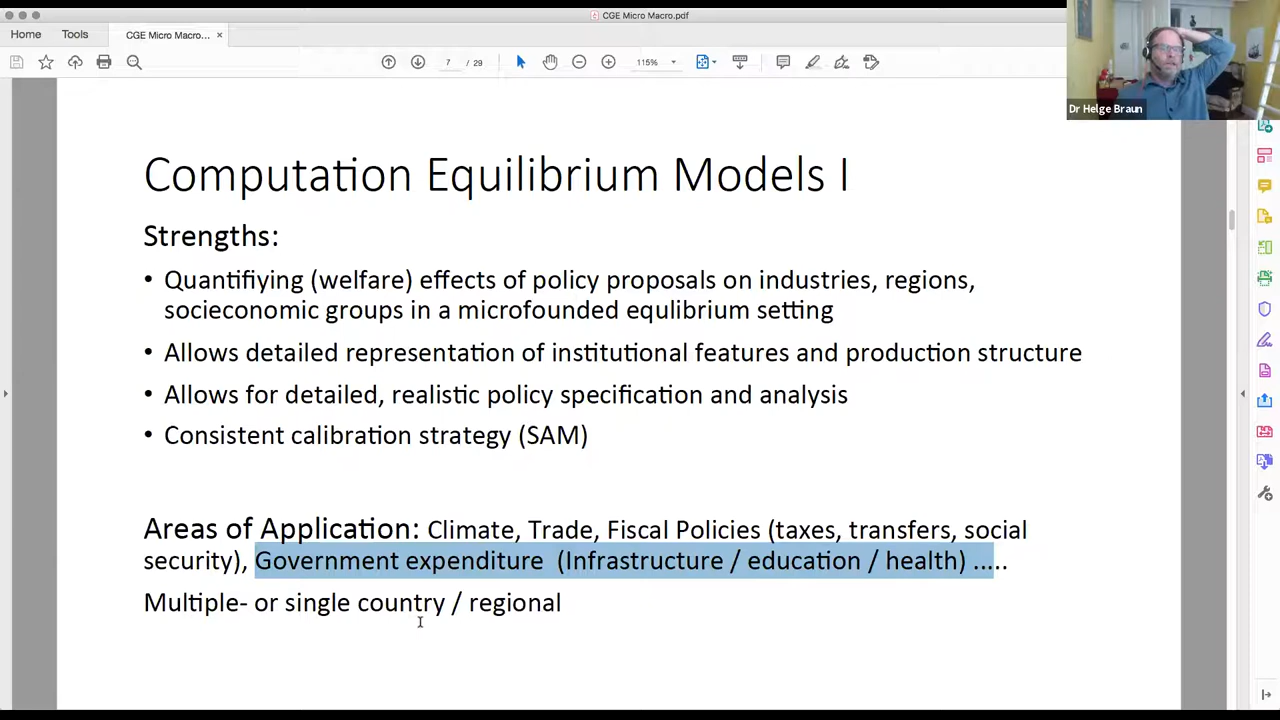 CGE Micro Macro.pdf
Home
Tools
CGE Micro Macro... ×
7 / 29
115%
Dr Helge Braun
Computation Equilibrium Models I
Strengths:
• Quantifiying (welfare) effects of policy proposals on industries, regions,
socieconomic groups in a microfounded equlibrium setting
• Allows detailed representation of institutional features and production structure
• Allows for detailed, realistic policy specification and analysis
• Consistent calibration strategy (SAM)
Areas of Application: Climate, Trade, Fiscal Policies (taxes, transfers, social
security), Government expenditure (Infrastructure / education / health) .....
Multiple- or single country / regional